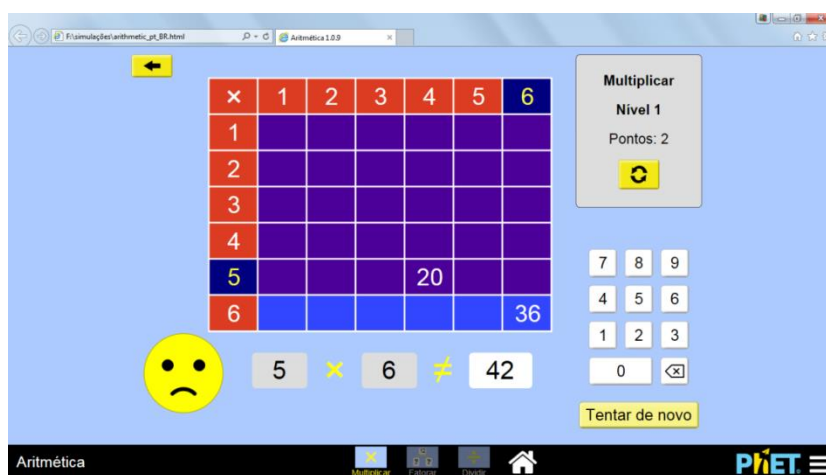 F:\simulações\arithmetic_pt_BR.html
Aritmética 1.0.9
× 1 2 3 4 5 6
1
2
3
4
5 20
6 36
5 × 6 ≠ 42
Multiplicar
Nível 1
Pontos: 2
7 8 9
4 5 6
1 2 3
0
Tentar de novo
Aritmética
Multiplicar
Fatorar
Dividir
PhET